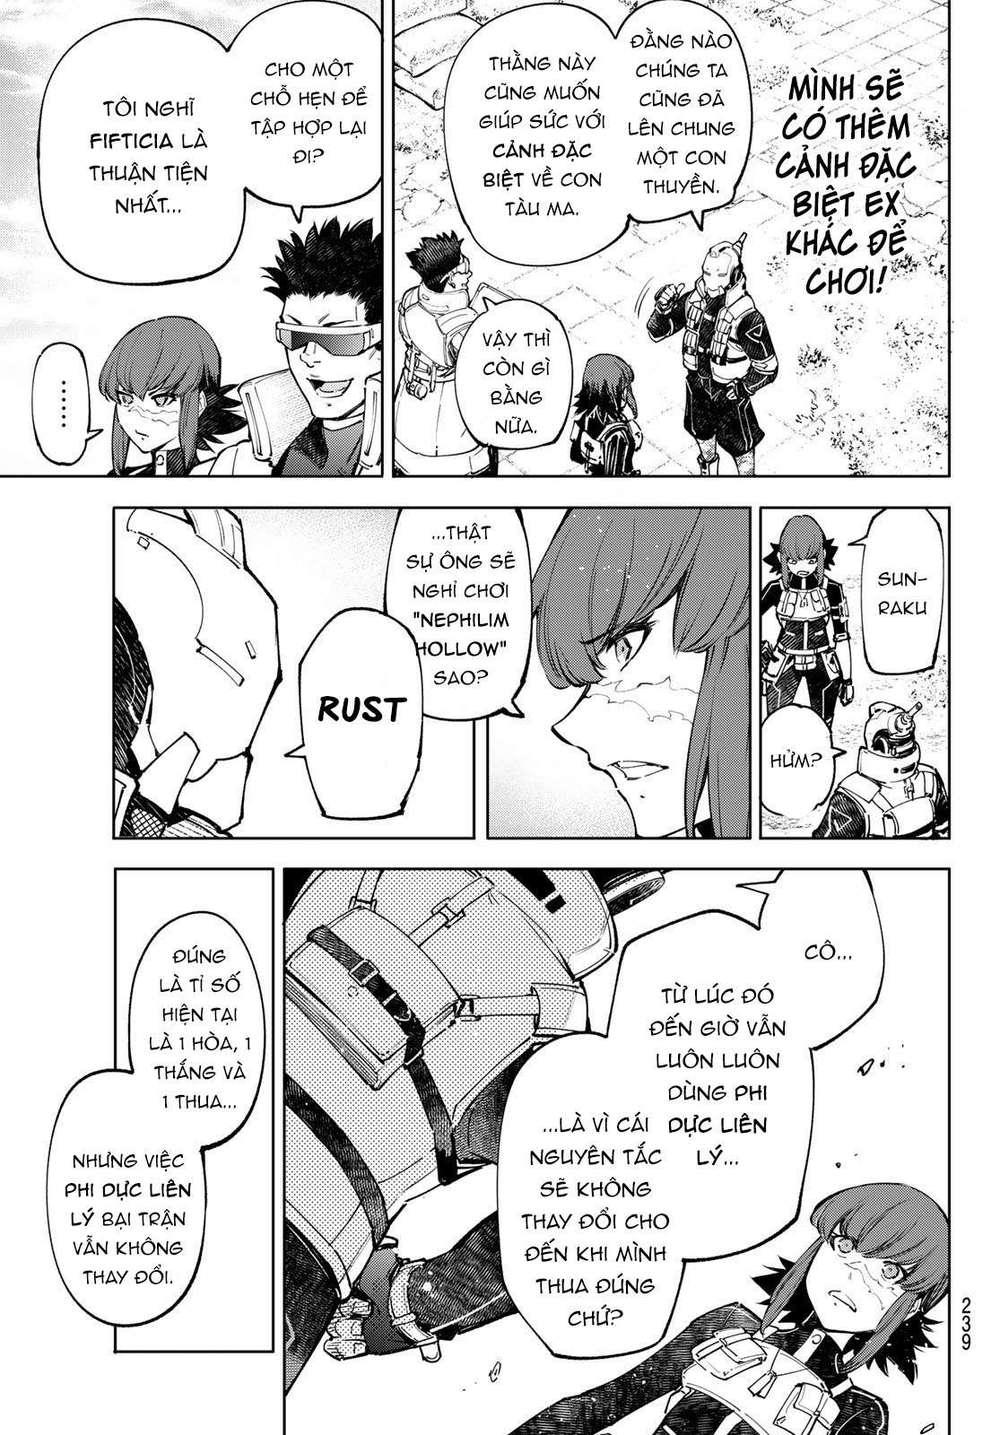 MÌNH SẼ
CÓ THÊM
CẢNH ĐẶC
BIỆT EX
KHÁC ĐỂ
CHƠI!
ĐẰNG NÀO
CHÚNG TA
CŨNG ĐÃ
LÊN CHUNG
MỘT CON
THUYỀN.
THẰNG NÀY
CŨNG MUỐN
GIÚP SỨC VỚI
CẢNH ĐẶC
BIỆT VỀ CON
TÀU MA.
VẬY THÌ
CÒN GÌ
BẰNG
NỮA.
CHO MỘT
CHỖ HẸN ĐỂ
TẬP HỢP LẠI
ĐI?
TÔI NGHĨ
FIFTICIA LÀ
THUẬN TIỆN
NHẤT...
......
SUN-
RAKU
HỬM?
...THẬT
SỰ ÔNG SẼ
NGHỈ CHƠI
"NEPHILIM
HOLLOW"
SAO?
RUST
CÔ...
TỪ LÚC ĐÓ
ĐẾN GIỜ VẪN
LUÔN LUÔN
DÙNG PHI
DỰC LIÊN
LÝ...
...LÀ VÌ CÁI
NGUYÊN TẮC
SẼ KHÔNG
THAY ĐỔI CHO
ĐẾN KHI MÌNH
THUA ĐÚNG
CHỨ?
ĐÚNG
LÀ TỈ SỐ
HIỆN TẠI
LÀ 1 HÒA, 1
THẮNG VÀ
1 THUA...
NHƯNG VIỆC
PHI DỰC LIÊN
LÝ BẠI TRẬN
VẪN KHÔNG
THAY ĐỔI.
239